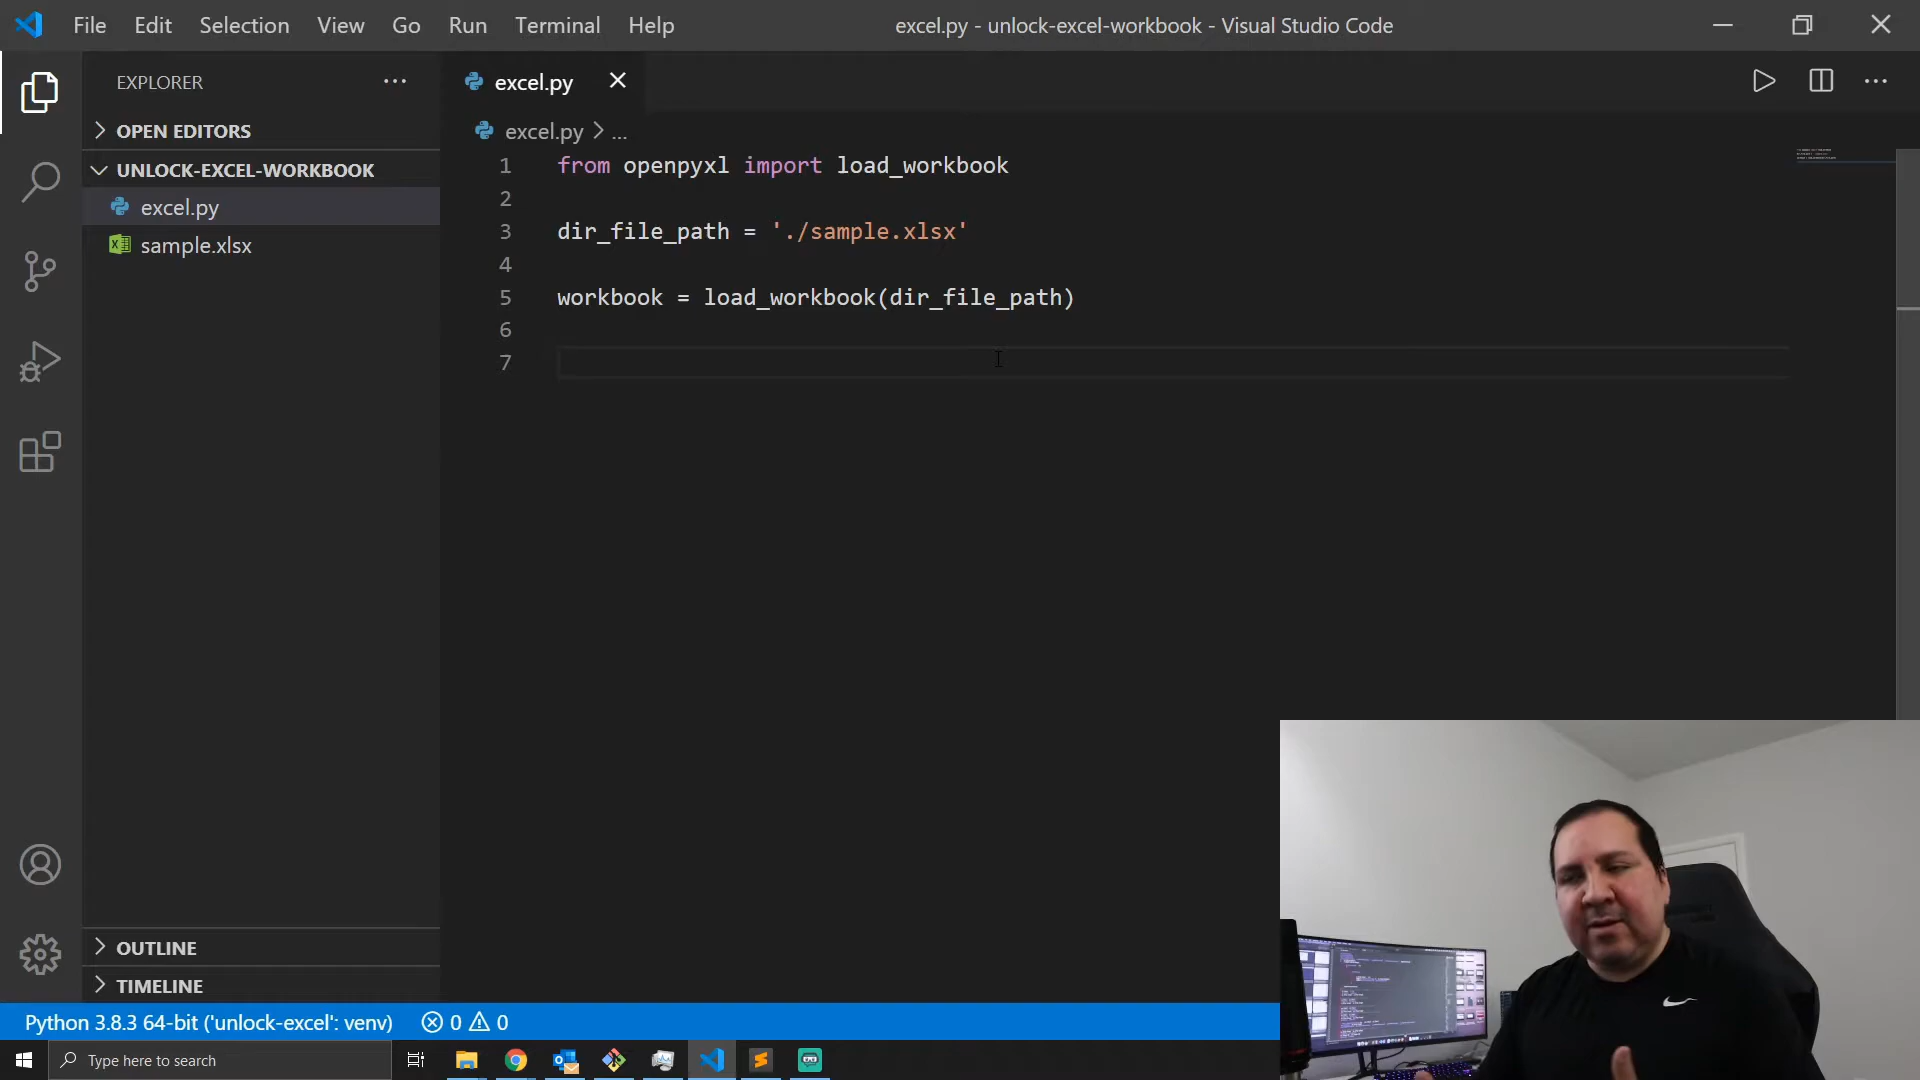 File Edit Selection View Go Run Terminal Help excel.py - unlock-excel-workbook - Visual Studio Code
EXPLORER
OPEN EDITORS
UNLOCK-EXCEL-WORKBOOK
excel.py
sample.xlsx
OUTLINE
TIMELINE
excel.py
excel.py > ...
1 from openpyxl import load_workbook
2
3 dir_file_path = './sample.xlsx'
4
5 workbook = load_workbook(dir_file_path)
6
7
Python 3.8.3 64-bit ('unlock-excel': venv) 0 0
Type here to search